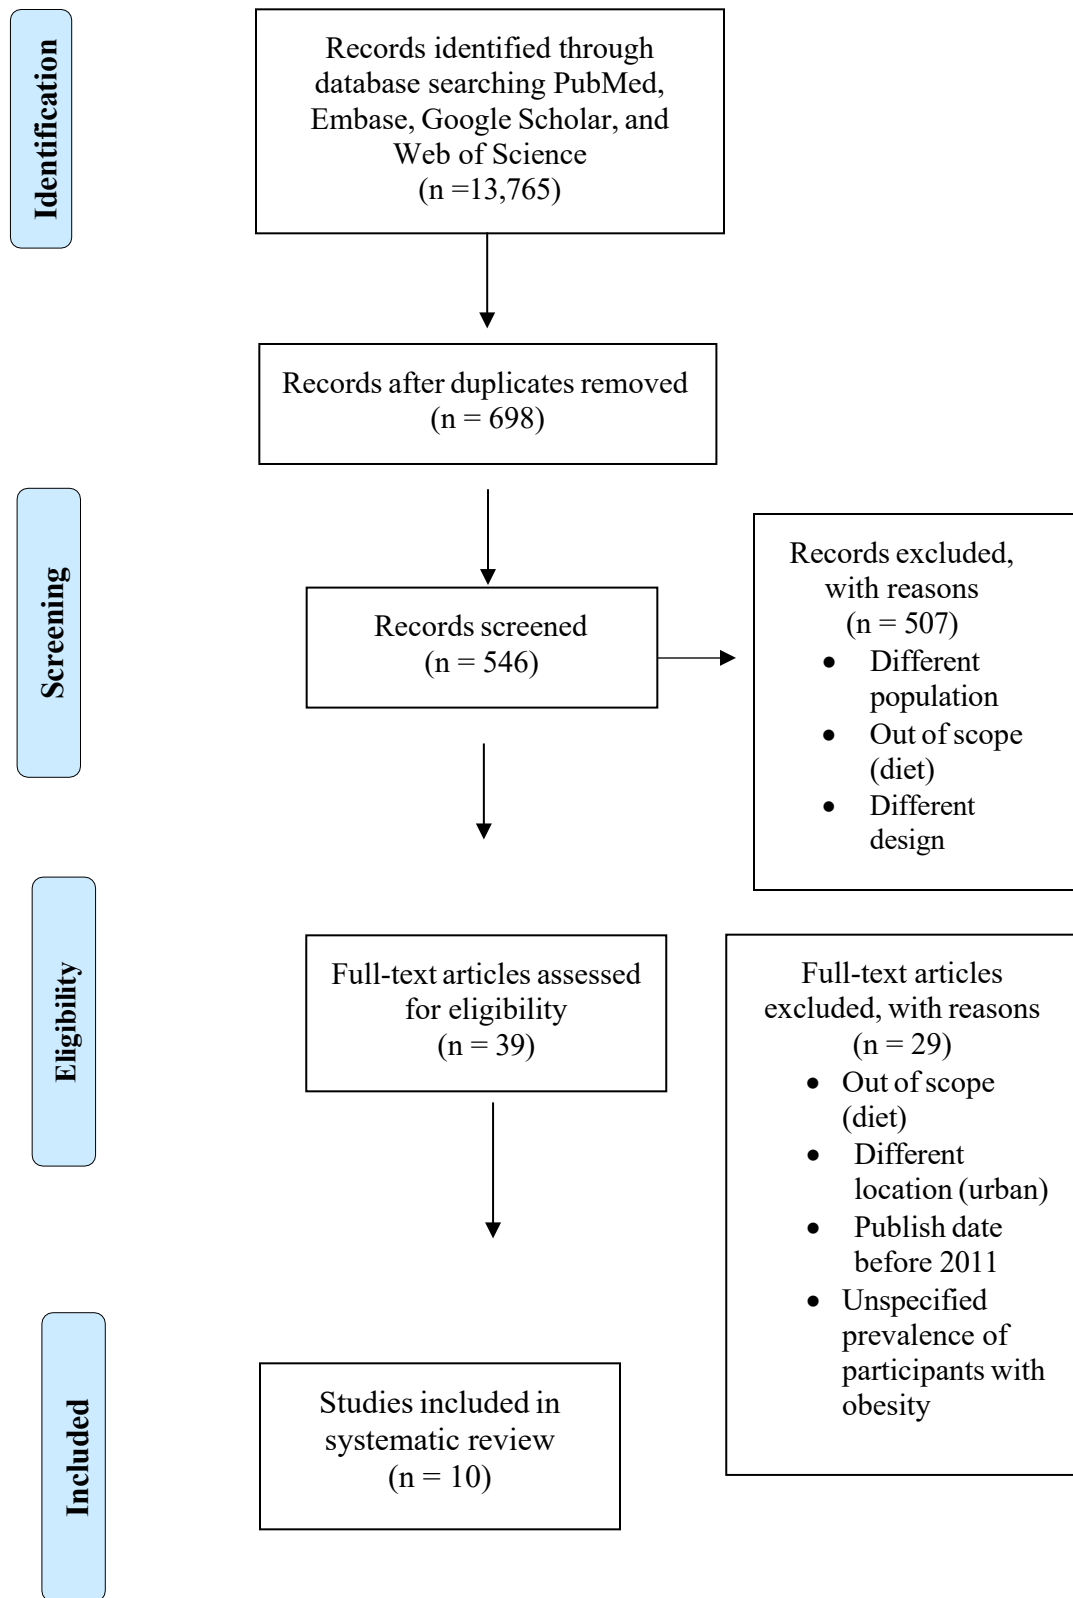 Identification
Records identified through
database searching PubMed,
Embase, Google Scholar, and
Web of Science
(n =13,765)
Records after duplicates removed
(n = 698)
Screening
Records screened
(n = 546)
Records excluded,
with reasons
(n = 507)
• Different
population
• Out of scope
(diet)
• Different
design
Eligibility
Full-text articles assessed
for eligibility
(n = 39)
Full-text articles
excluded, with reasons
(n = 29)
• Out of scope
(diet)
• Different
location (urban)
• Publish date
before 2011
• Unspecified
prevalence of
participants with
obesity
Included
Studies included in
systematic review
(n = 10)